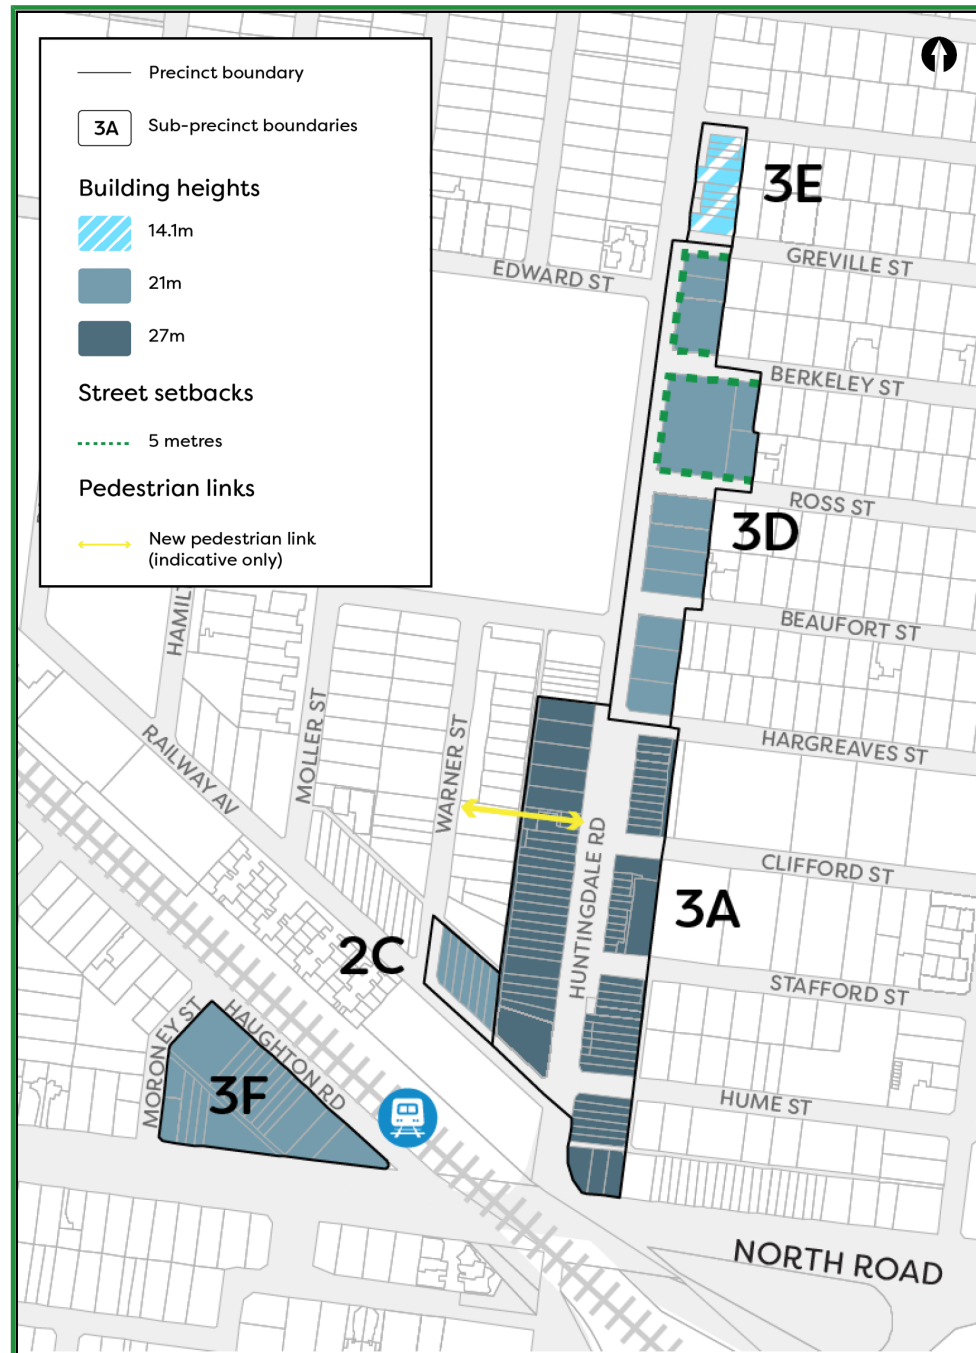 Precinct boundary
3A
Sub-precinct boundaries
Building heights
14.1m
21m
27m
Street setbacks
5 metres
Pedestrian links
New pedestrian link
(indicative only)
3E
GREVILLE ST
EDWARD ST
BERKELEY ST
ROSS ST
3D
BEAUFORT ST
HAMIL
MOLLER ST
WARNER ST
RAILWAY AV
HARGREAVES ST
HUNTINGDALE RD
CLIFFORD ST
3A
2C
STAFFORD ST
MORONEY ST
HAUGHTON RD
3F
HUME ST
NORTH ROAD